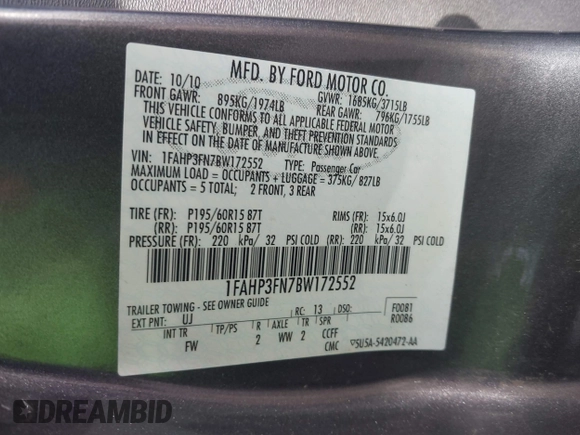 MFD. BY FORD MOTOR CO.
DATE: 10/10
GVWR: 1685KG/3715LB
FRONT GAWR: 895KG/1974LB
REAR GAWR: 796KG/1755LB
THIS VEHICLE CONFORMS TO ALL APPLICABLE FEDERAL MOTOR
VEHICLE SAFETY, BUMPER, AND THEFT PREVENTION STANDARDS
IN EFFECT ON THE DATE OF MANUFACTURE SHOWN ABOVE.
VIN: 1FAHP3FN7BW172552 TYPE: Passenger Car
MAXIMUM LOAD = OCCUPANTS + LUGGAGE = 375KG/827LB
OCCUPANTS = 5 TOTAL; 2 FRONT, 3 REAR
TIRE (FR): P195/60R15 87T RIMS (FR): 15x6.0J
(RR): P195/60R15 87T (RR): 15x6.0J
PRESSURE (FR): 220 kPa/ 32 PSI COLD (RR): 220 kPa/ 32 PSI COLD
1FAHP3FN7BW172552
TRAILER TOWING - SEE OWNER GUIDE
EXT PNT: UJ RC: 13 DSO: F0081
R0086
INT TR TP/PS R AXLE TR SPR
FW 2 WW 2 CCFF
CMC 5U5A-5420472-AA
DREAMBID